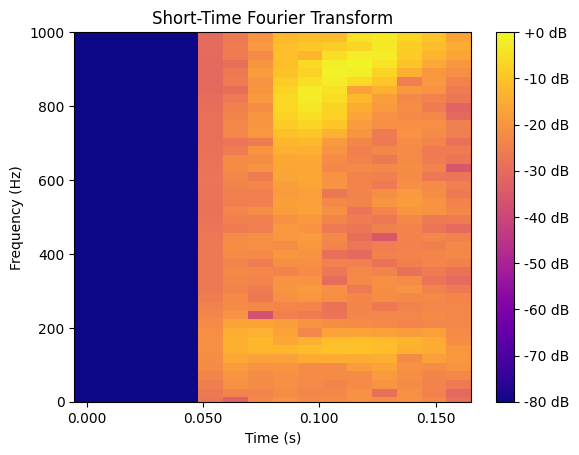 Short-Time Fourier Transform
Frequency (Hz)
1000
800
600
400
200
0
0.000
0.050
0.100
0.150
Time (s)
+0 dB
-10 dB
-20 dB
-30 dB
-40 dB
-50 dB
-60 dB
-70 dB
-80 dB